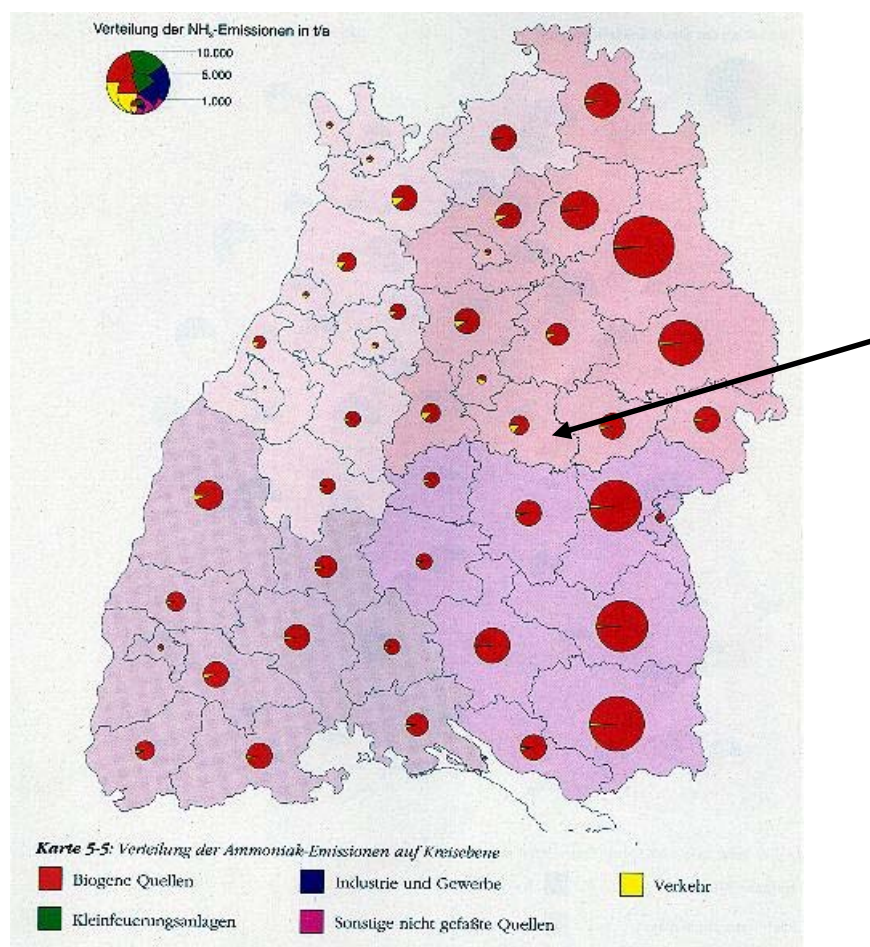 Verteilung der NH₃-Emissionen in t/a
10.000
5.000
1.000
Karte 5-5: Verteilung der Ammoniak-Emissionen auf Kreisebene
Biogene Quellen
Industrie und Gewerbe
Verkehr
Kleinfeuerungsanlagen
Sonstige nicht gefaßte Quellen